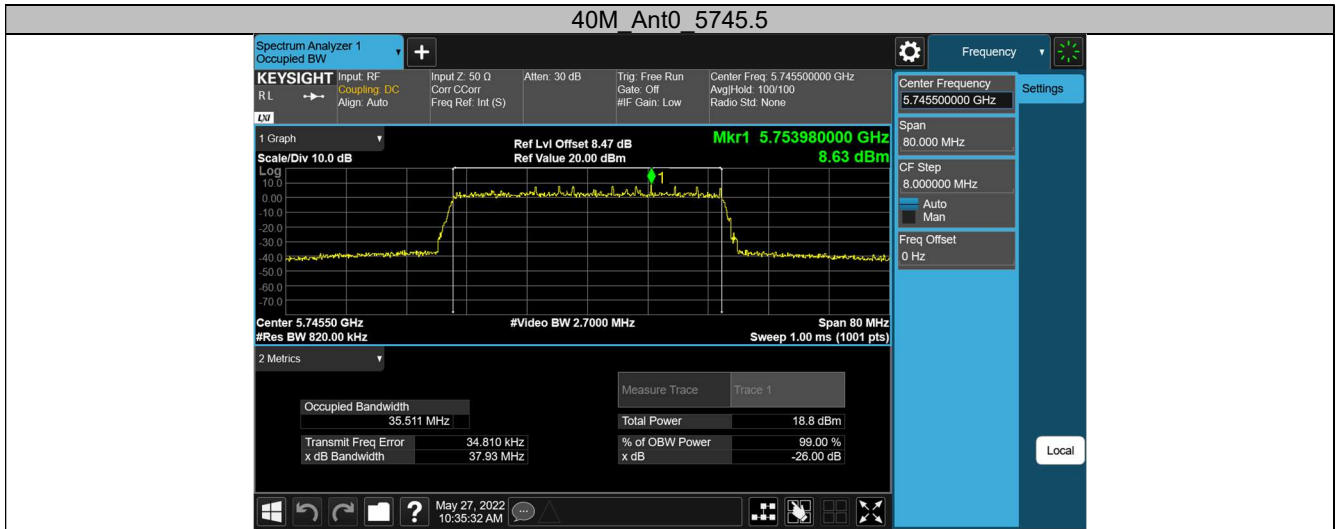 40M_Ant0_5745.5
Spectrum Analyzer 1
Occupied BW
+
Frequency
KEYSIGHT
R L
LXI
Input: RF
Coupling: DC
Align: Auto
Input Z: 50 Ω
Corr CCorr
Freq Ref: Int (S)
Atten: 30 dB
Trig: Free Run
Gate: Off
#IF Gain: Low
Center Freq: 5.745500000 GHz
Avg|Hold: 100/100
Radio Std: None
Center Frequency
5.745500000 GHz
Settings
Span
80.000 MHz
CF Step
8.000000 MHz
Auto
Man
Freq Offset
0 Hz
1 Graph
Scale/Div 10.0 dB
Ref Lvl Offset 8.47 dB
Ref Value 20.00 dBm
Mkr1 5.753980000 GHz
8.63 dBm
Log
10.0
0.00
-10.0
-20.0
-30.0
-40.0
-50.0
-60.0
-70.0
1
Center 5.74550 GHz
#Video BW 2.7000 MHz
Span 80 MHz
#Res BW 820.00 kHz
Sweep 1.00 ms (1001 pts)
2 Metrics
Measure Trace
Trace 1
Occupied Bandwidth
35.511 MHz
Total Power
18.8 dBm
Transmit Freq Error
34.810 kHz
% of OBW Power
99.00 %
x dB Bandwidth
37.93 MHz
x dB
-26.00 dB
Local
?
May 27, 2022
10:35:32 AM